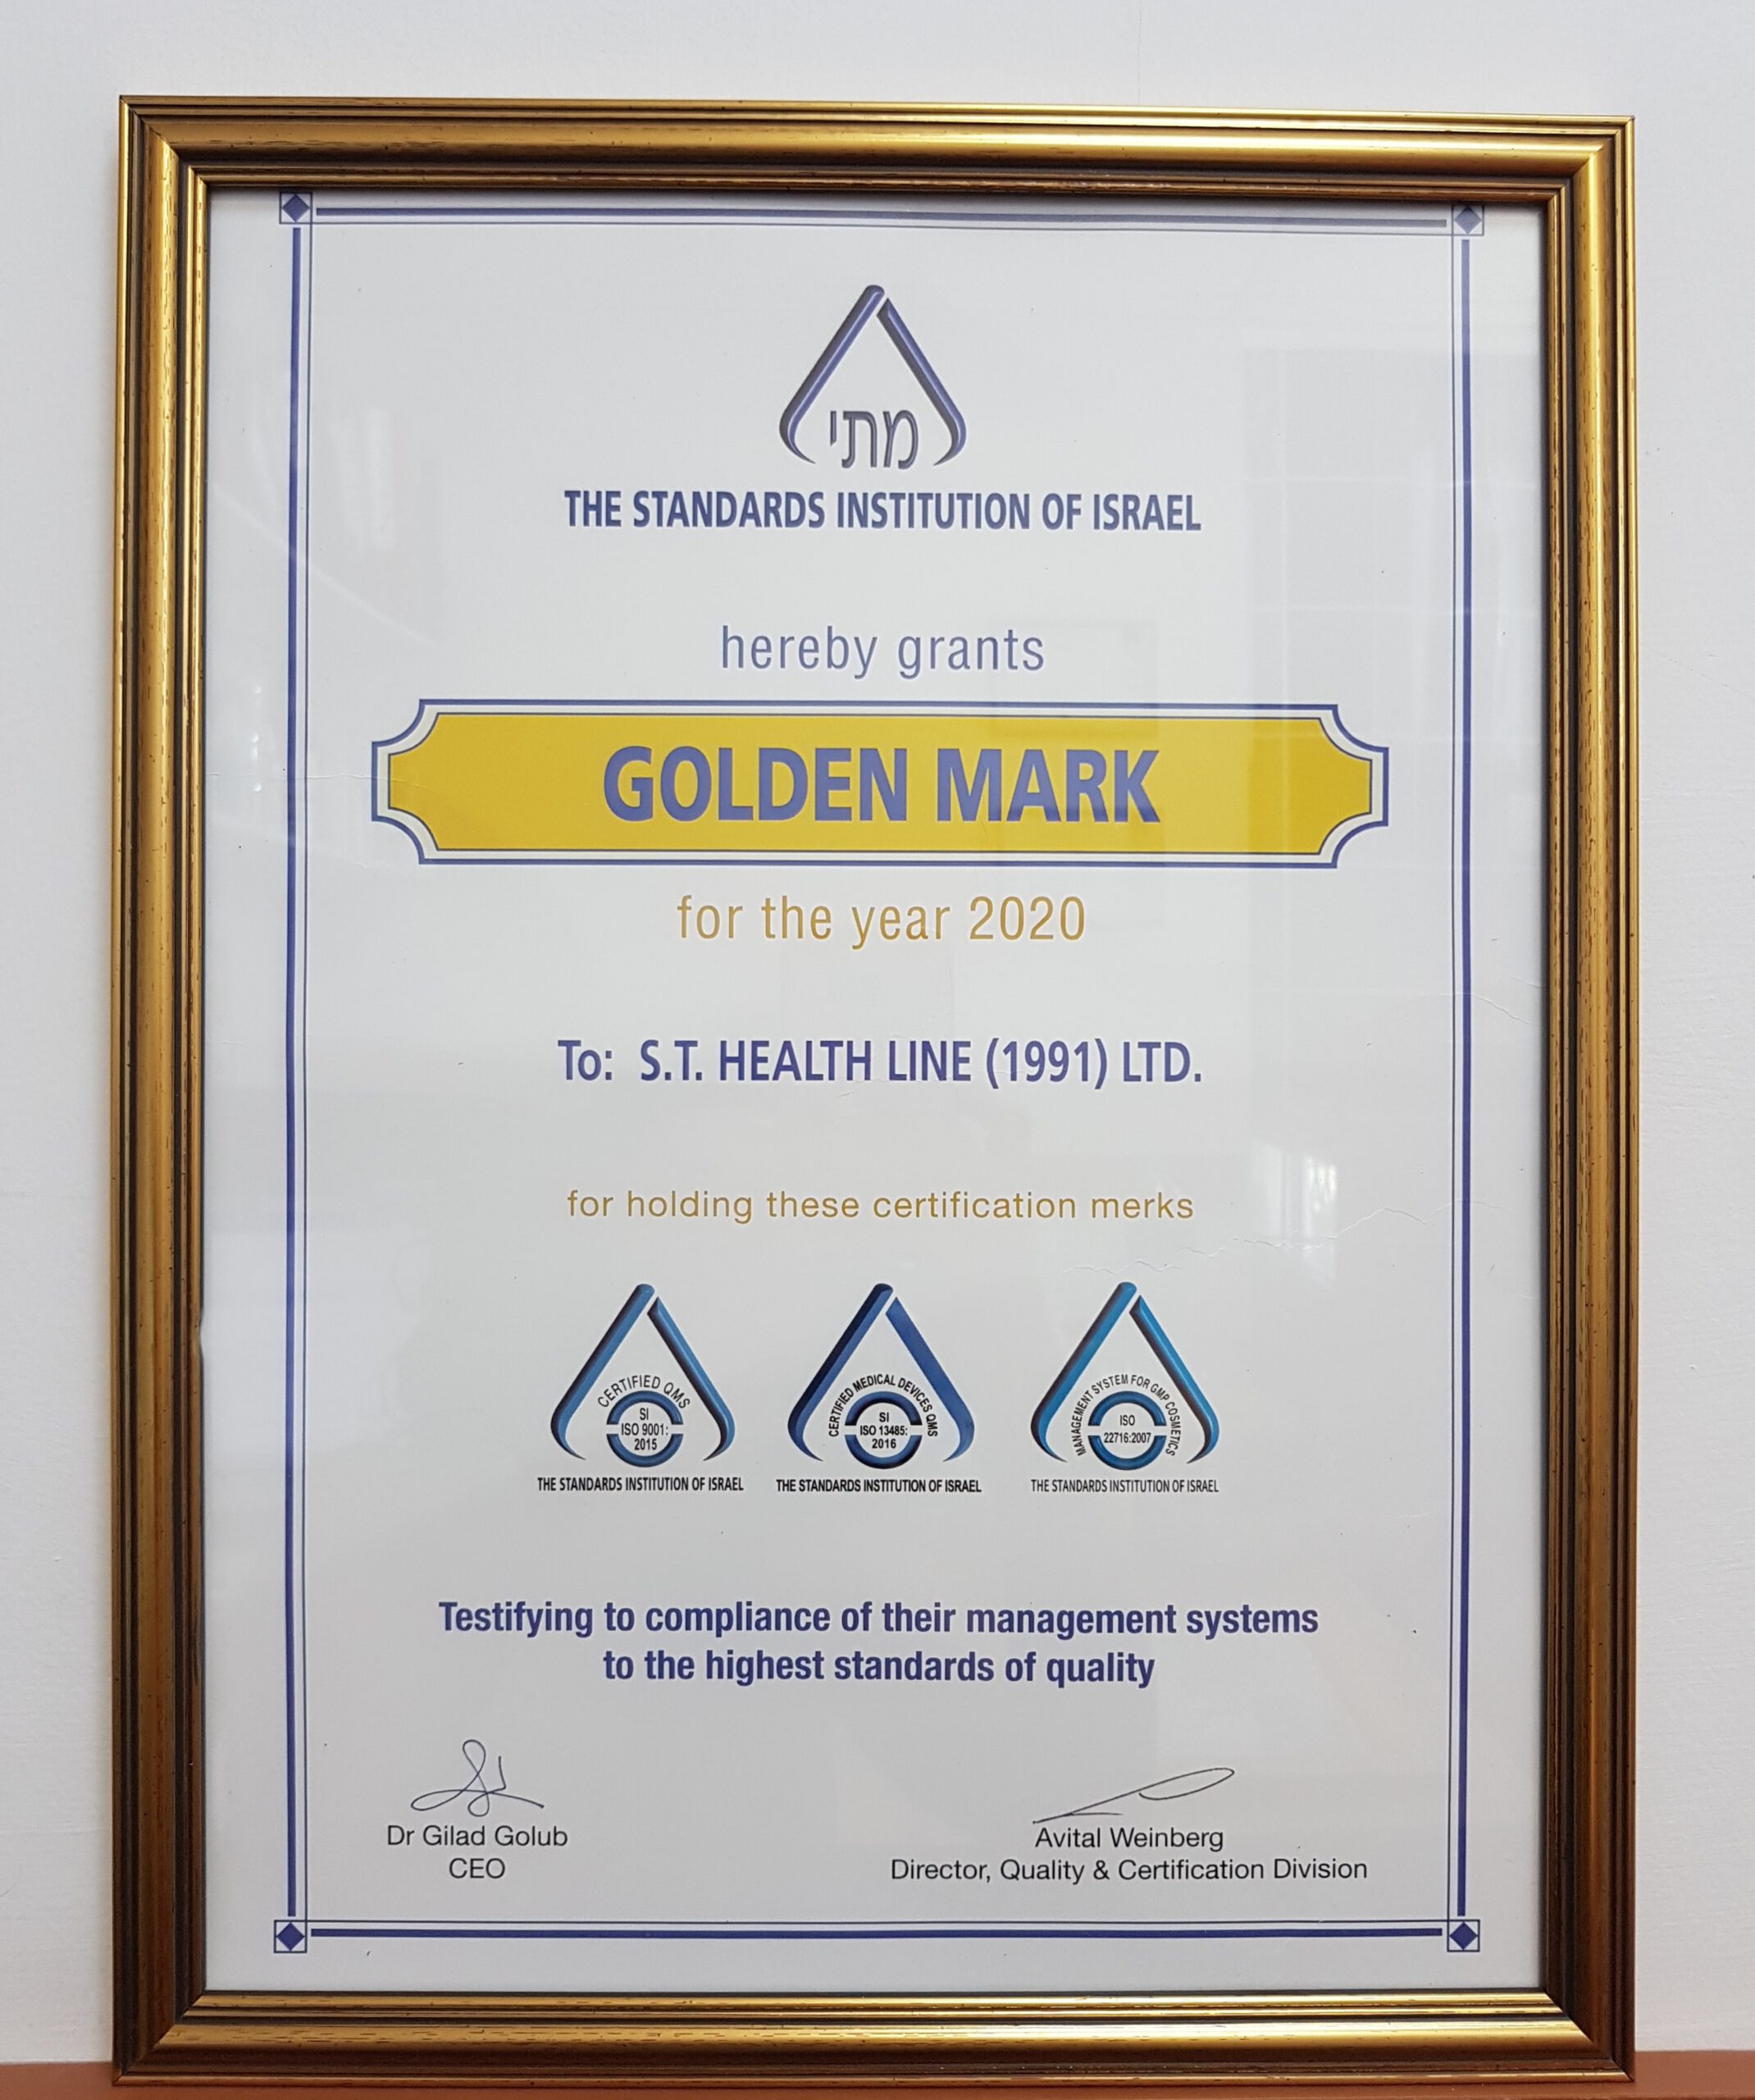 מתי
THE STANDARDS INSTITUTION OF ISRAEL
hereby grants
GOLDEN MARK
for the year 2020
To: S.T. HEALTH LINE (1991) LTD.
for holding these certification merks
CERTIFIED QMS
SI
ISO 9001:
2015
THE STANDARDS INSTITUTION OF ISRAEL
CERTIFIED MEDICAL DEVICES QMS
SI
ISO 13485:
2016
THE STANDARDS INSTITUTION OF ISRAEL
MANAGEMENT SYSTEM FOR GMP COSMETICS
ISO
22716:2007
THE STANDARDS INSTITUTION OF ISRAEL
Testifying to compliance of their management systems
to the highest standards of quality
Dr Gilad Golub
CEO
Avital Weinberg
Director, Quality & Certification Division